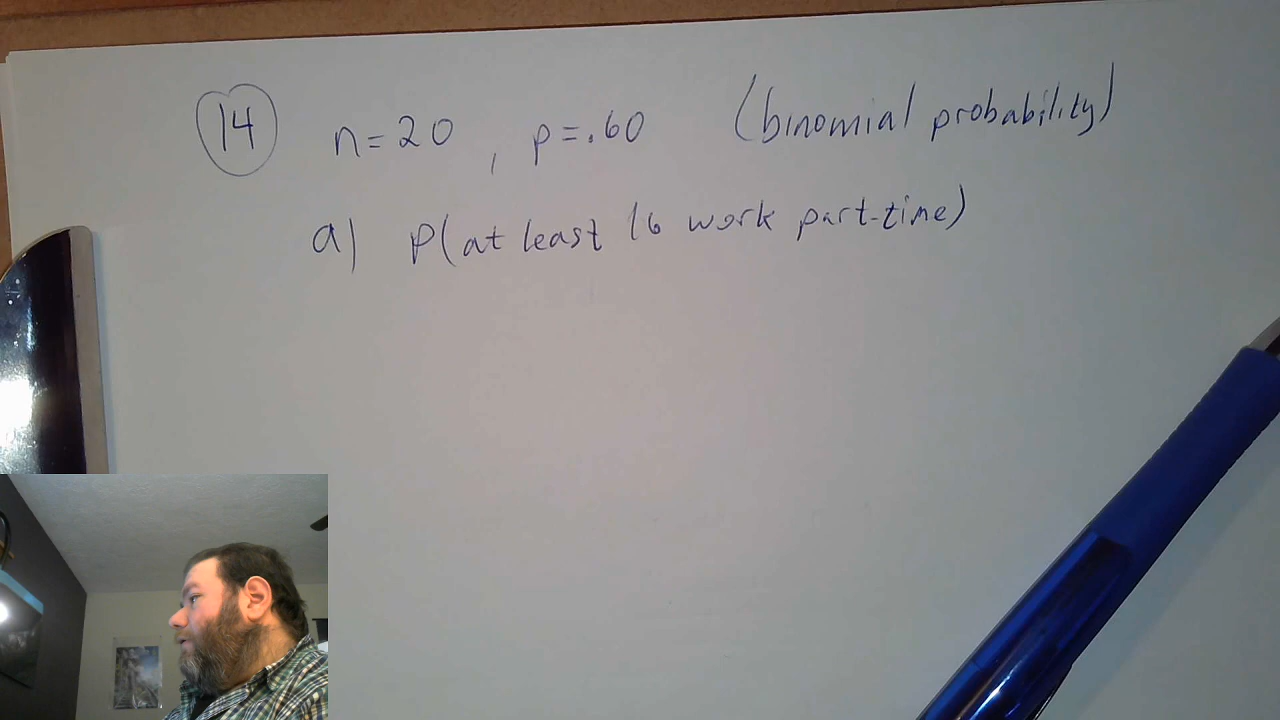 14 n=20 , p=.60 (binomial probability)
a) P(at least 16 work part-time)